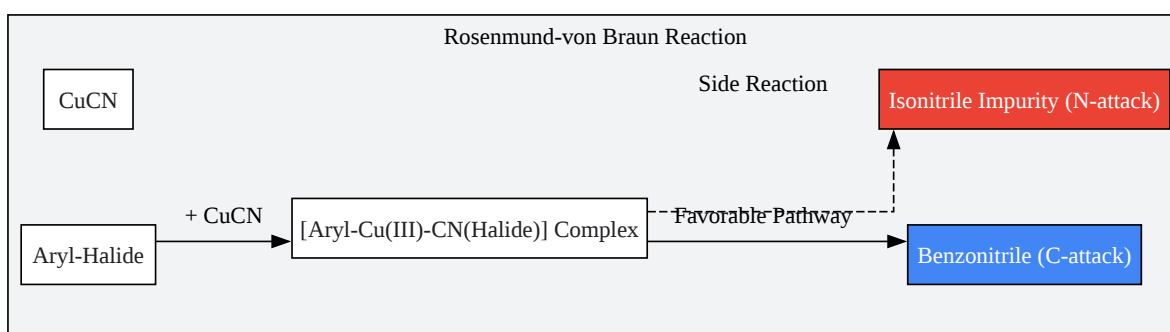 Rosenmund-von Braun Reaction
CuCN
Side Reaction
Isonitrile Impurity (N-attack)
+ CuCN
[Aryl-Cu(III)-CN(Halide)] Complex
Favorable Pathway
Aryl-Halide
Benzonitrile (C-attack)